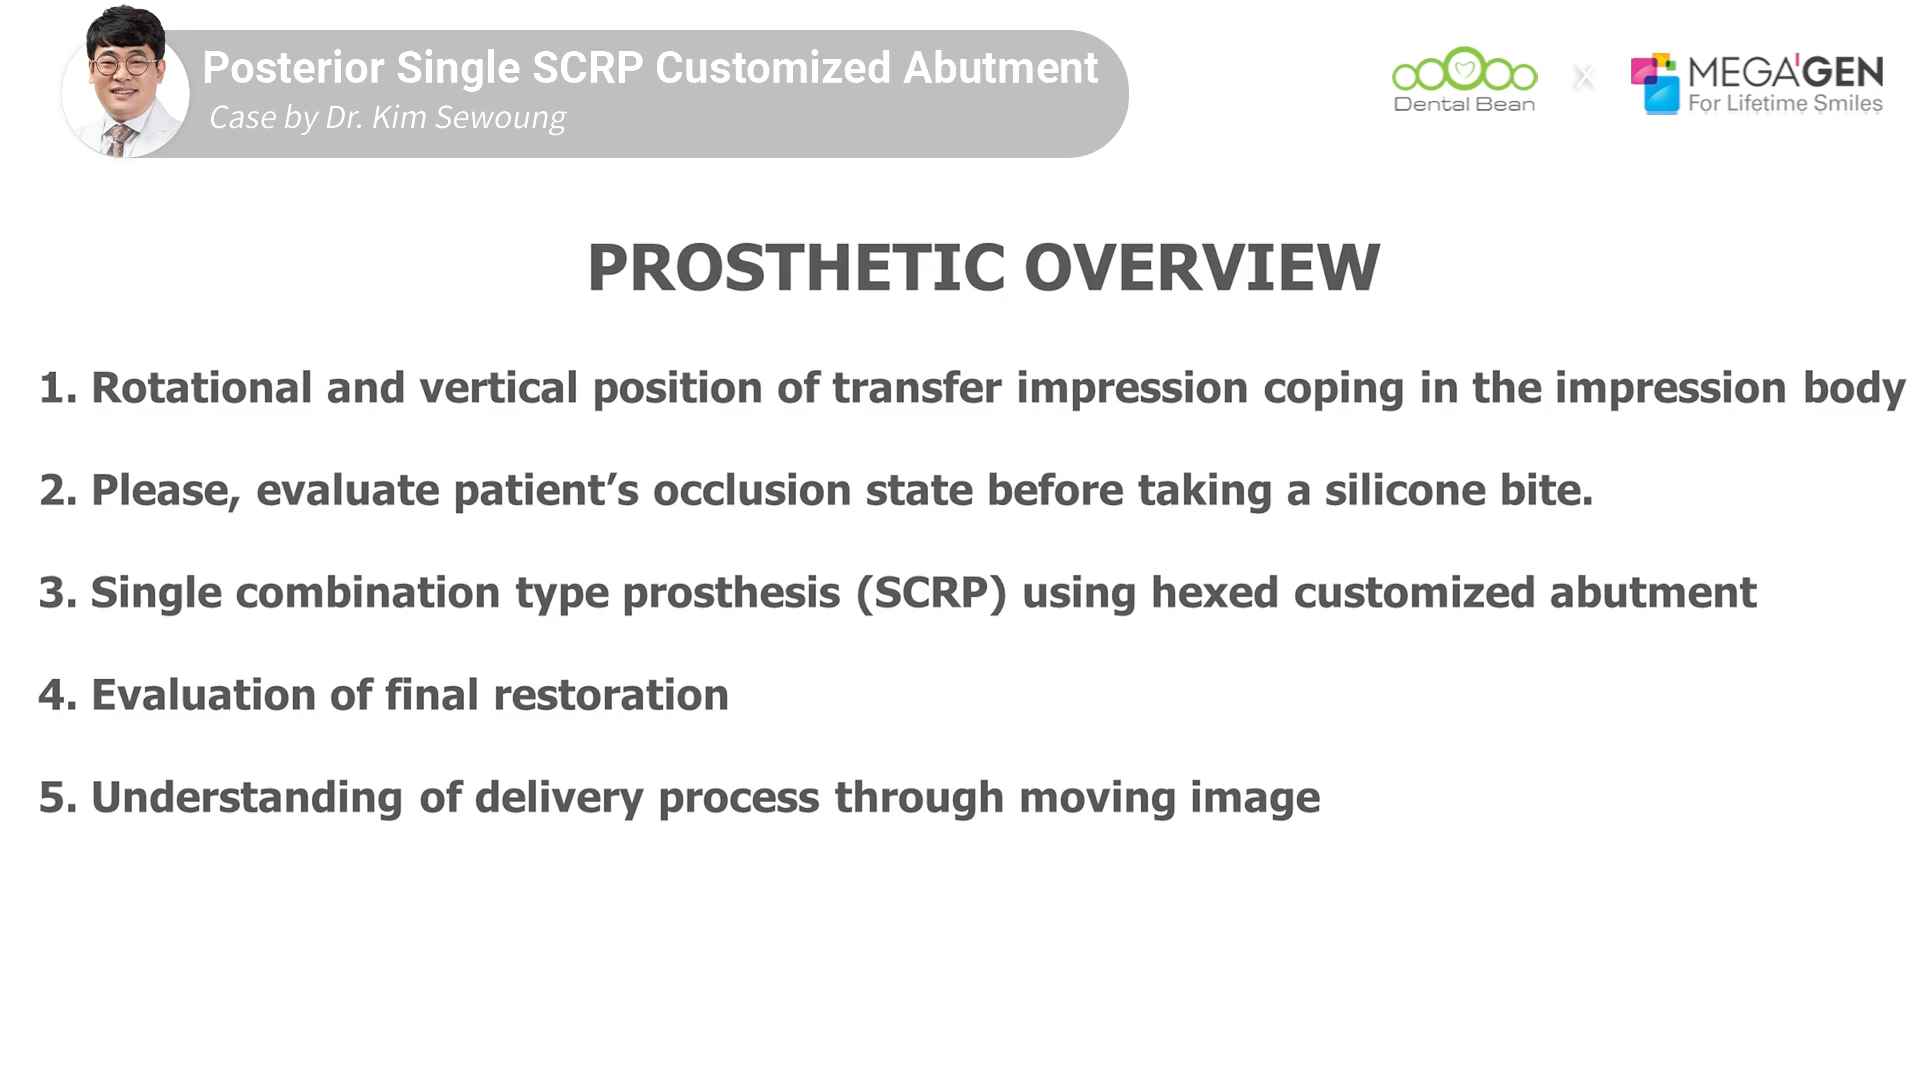 Posterior Single SCRP Customized Abutment
Case by Dr. Kim Sewoung
Dental Bean
X
MEGA'GEN
For Lifetime Smiles
PROSTHETIC OVERVIEW
1. Rotational and vertical position of transfer impression coping in the impression body
2. Please, evaluate patient’s occlusion state before taking a silicone bite.
3. Single combination type prosthesis (SCRP) using hexed customized abutment
4. Evaluation of final restoration
5. Understanding of delivery process through moving image